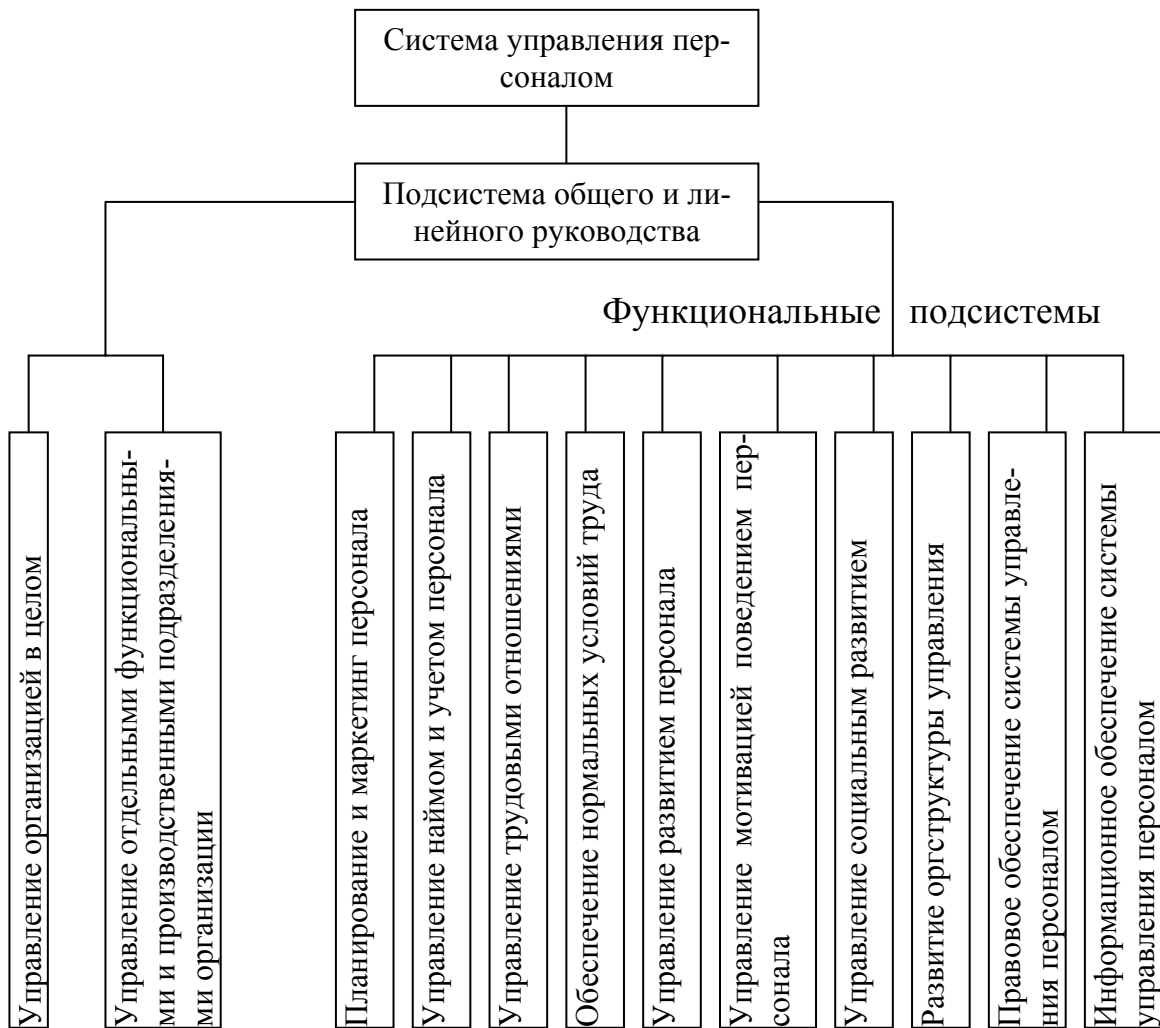 Система управления пер-
соналом
Подсистема общего и ли-
нейного руководства
Функциональные подсистемы
Управление организацией в целом
Управление отдельными функциональны-
ми и производственными подразделения-
ми организации
Планирование и маркетинг персонала
Управление наймом и учетом персонала
Управление трудовыми отношениями
Обеспечение нормальных условий труда
Управление развитием персонала
Управление мотивацией поведением пер-
сонала
Управление социальным развитием
Развитие оргструктуры управления
Правовое обеспечение системы управле-
ния персоналом
Информационное обеспечение системы
управления персоналом